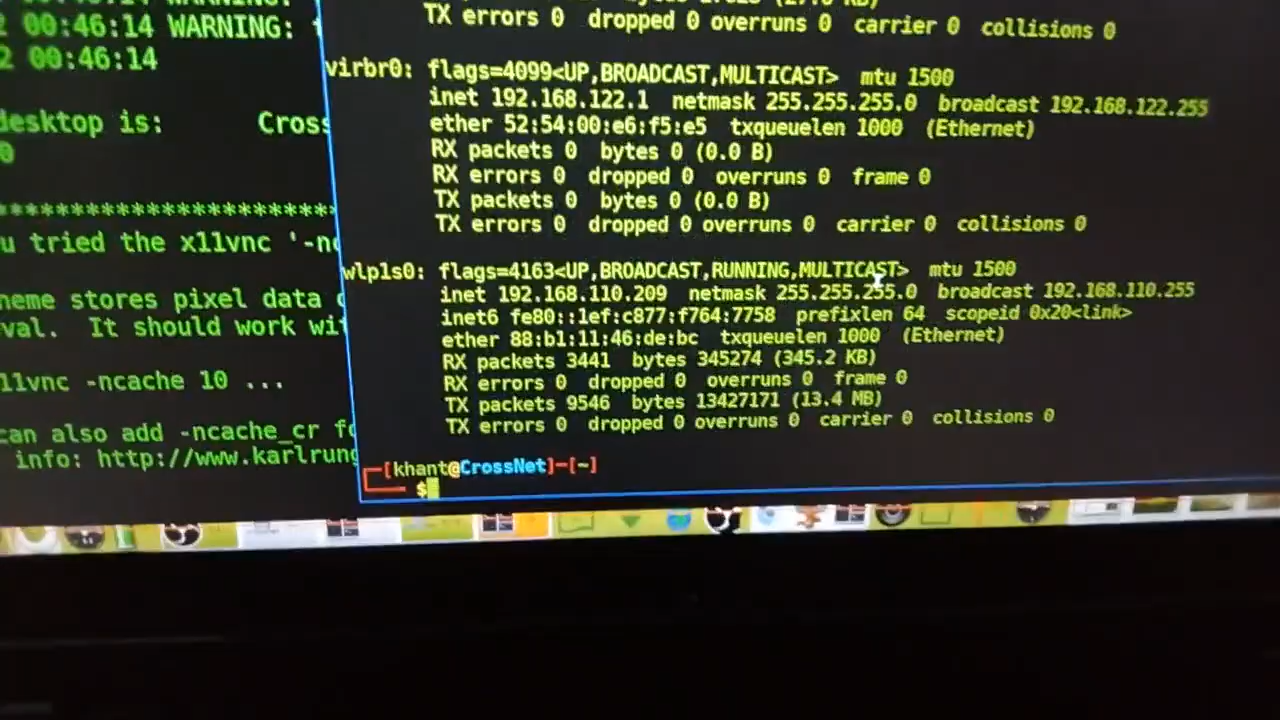 WARNING:
2 00:46:14 WARNING:
2 00:46:14
desktop is: Cross
0
*******************************
u tried the x11vnc '-nc
heme stores pixel data
val. It should work wit
11vnc -ncache 10 ...
can also add -ncache_cr fo
info: http://www.karlrung
TX errors 0 dropped 0 overruns 0 carrier 0 collisions 0
virbr0: flags=4099<UP,BROADCAST,MULTICAST> mtu 1500
inet 192.168.122.1 netmask 255.255.255.0 broadcast 192.168.122.255
ether 52:54:00:e6:f5:e5 txqueuelen 1000 (Ethernet)
RX packets 0 bytes 0 (0.0 B)
RX errors 0 dropped 0 overruns 0 frame 0
TX packets 0 bytes 0 (0.0 B)
TX errors 0 dropped 0 overruns 0 carrier 0 collisions 0
wlp1s0: flags=4163<UP,BROADCAST,RUNNING,MULTICAST> mtu 1500
inet 192.168.110.209 netmask 255.255.255.0 broadcast 192.168.110.255
inet6 fe80::1ef:c877:f764:7758 prefixlen 64 scopeid 0x20<link>
ether 88:b1:11:46:de:bc txqueuelen 1000 (Ethernet)
RX packets 3441 bytes 345274 (345.2 KB)
RX errors 0 dropped 0 overruns 0 frame 0
TX packets 9546 bytes 13427171 (13.4 MB)
TX errors 0 dropped 0 overruns 0 carrier 0 collisions 0
[khant@CrossNet]-[~]
$